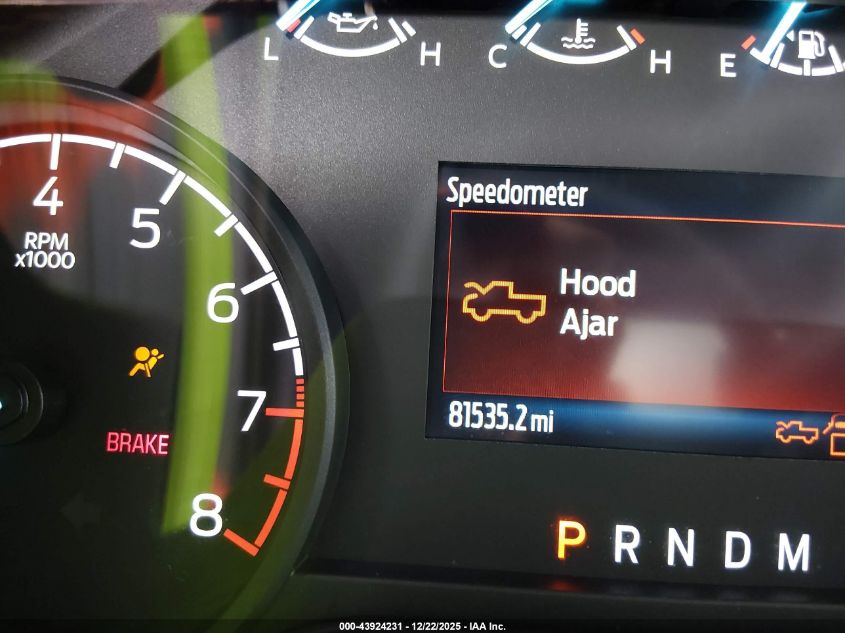 L H C H E
Speedometer
4
5
RPM
x1000
Hood
Ajar
6
7
81535.2 mi
BRAKE
8
P R N D M
000-43924231 - 12/22/2025 - IAA Inc.